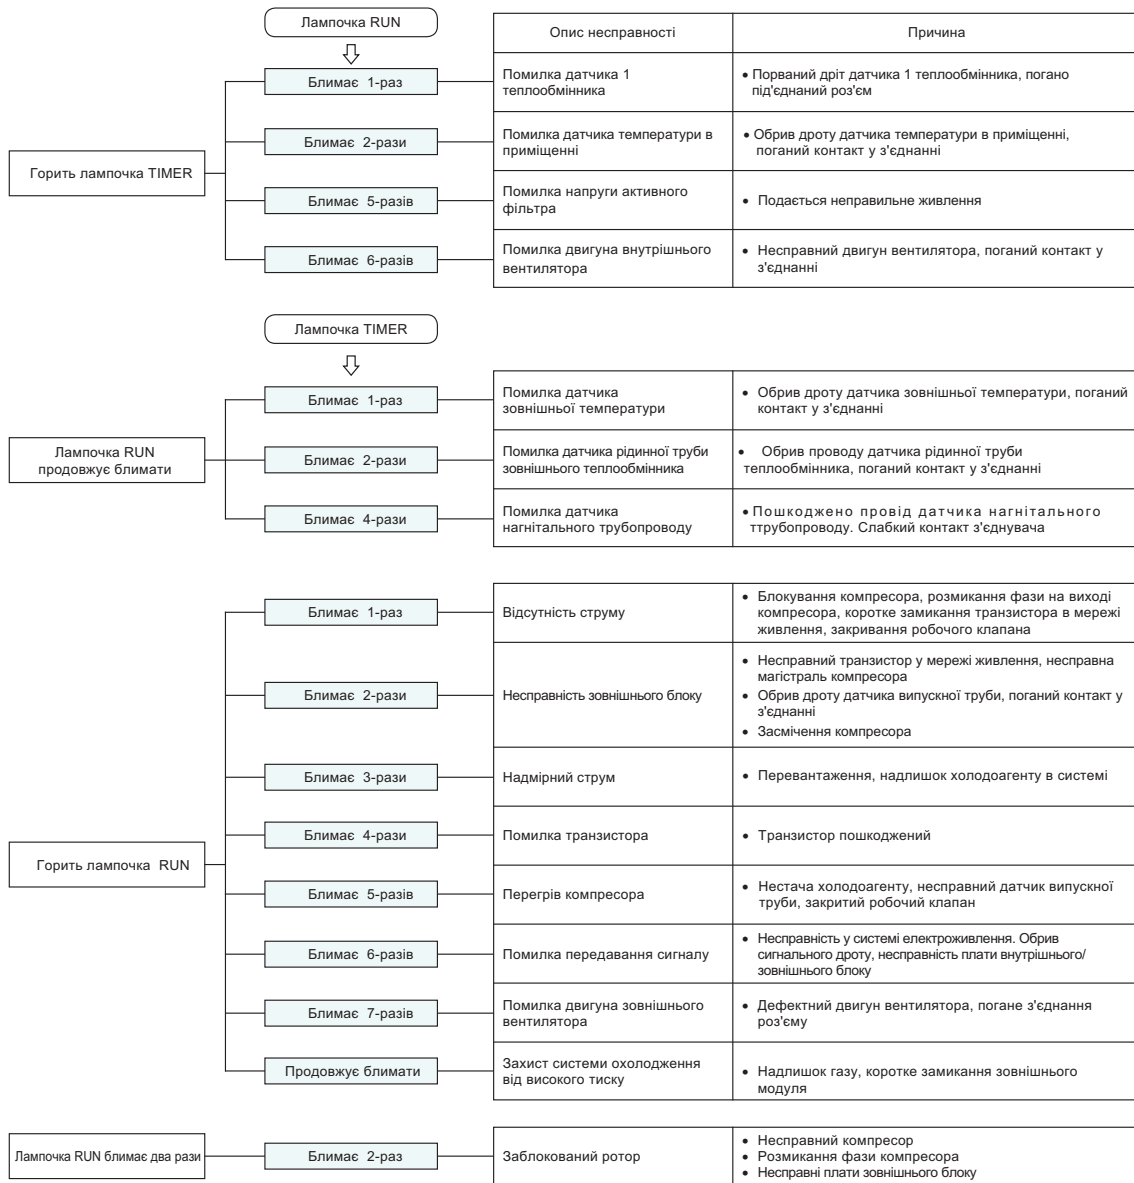 Лампочка RUN
Опис несправності
Причина
Блимає 1-раз
Помилка датчика 1
теплообмінника
• Порваний дріт датчика 1 теплообмінника, погано
під'єднаний роз'єм
Блимає 2-рази
Помилка датчика температури в
приміщенні
• Обрив дроту датчика температури в приміщенні,
поганий контакт у з'єднанні
Горить лампочка TIMER
Блимає 5-разів
Помилка напруги активного
фільтра
• Подається неправильне живлення
Блимає 6-разів
Помилка двигуна внутрішнього
вентилятора
• Несправний двигун вентилятора, поганий контакт у
з'єднанні
Лампочка TIMER
Блимає 1-раз
Помилка датчика
зовнішньої температури
• Обрив дроту датчика зовнішньої температури, поганий
контакт у з'єднанні
Лампочка RUN
продовжує блимати
Блимає 2-рази
Помилка датчика рідинної труби
зовнішнього теплообмінника
• Обрив проводу датчика рідинної труби
теплообмінника, поганий контакт у з'єднанні
Блимає 4-рази
Помилка датчика
нагнітального трубопроводу
• Пошкоджено провід датчика нагнітального
ттрубопроводу. Слабкий контакт з'єднувача
Блимає 1-раз
Відсутність струму
• Блокування компресора, розмикання фази на виході
компресора, коротке замикання транзистора в мережі
живлення, закривання робочого клапана
Блимає 2-рази
Несправність зовнішнього блоку
• Несправний транзистор у мережі живлення, несправна
магістраль компресора
• Обрив дроту датчика випускної труби, поганий контакт у
з'єднанні
• Засмічення компресора
Блимає 3-рази
Надмірний струм
• Перевантаження, надлишок холодоагенту в системі
Блимає 4-рази
Помилка транзистора
• Транзистор пошкоджений
Горить лампочка RUN
Блимає 5-разів
Перегрів компресора
• Нестача холодоагенту, несправний датчик випускної
труби, закритий робочий клапан
Блимає 6-разів
Помилка передавання сигналу
• Несправність у системі електроживлення. Обрив
сигнального дроту, несправність плати внутрішнього/
зовнішнього блоку
Блимає 7-разів
Помилка двигуна зовнішнього
вентилятора
• Дефектний двигун вентилятора, погане з'єднання
роз'єму
Продовжує блимати
Захист системи охолодження
від високого тиску
• Надлишок газу, коротке замикання зовнішнього
модуля
Лампочка RUN блимає два рази
Блимає 2-раз
Заблокований ротор
• Несправний компресор
• Розмикання фази компресора
• Несправні плати зовнішнього блоку